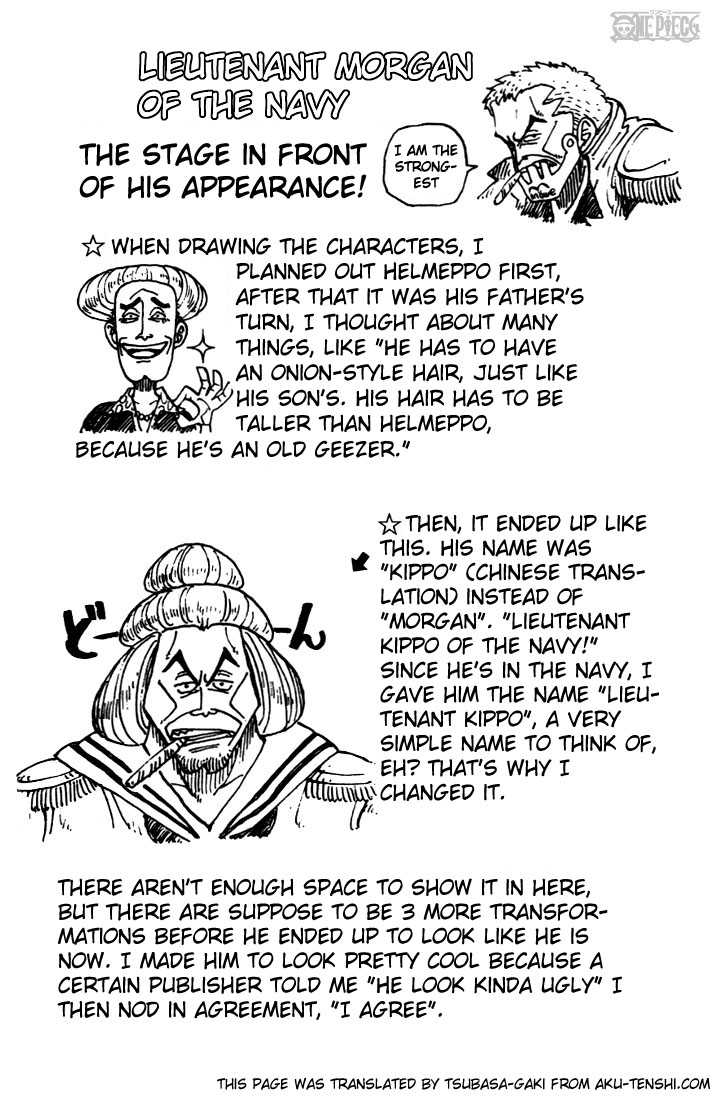 ONE PIECE
LIEUTENANT MORGAN
OF THE NAVY
THE STAGE IN FRONT
OF HIS APPEARANCE!
I AM THE
STRONG-
EST
☆ WHEN DRAWING THE CHARACTERS, I
PLANNED OUT HELMEPPO FIRST,
AFTER THAT IT WAS HIS FATHER'S
TURN, I THOUGHT ABOUT MANY
THINGS, LIKE "HE HAS TO HAVE
AN ONION-STYLE HAIR, JUST LIKE
HIS SON'S. HIS HAIR HAS TO BE
TALLER THAN HELMEPPO,
BECAUSE HE'S AN OLD GEEZER."
☆ THEN, IT ENDED UP LIKE
THIS. HIS NAME WAS
"KIPPO" (CHINESE TRANS-
LATION) INSTEAD OF
"MORGAN". "LIEUTENANT
KIPPO OF THE NAVY!"
SINCE HE'S IN THE NAVY, I
GAVE HIM THE NAME "LIEU-
TENANT KIPPO", A VERY
SIMPLE NAME TO THINK OF,
EH? THAT'S WHY I
CHANGED IT.
どーん
THERE AREN'T ENOUGH SPACE TO SHOW IT IN HERE,
BUT THERE ARE SUPPOSE TO BE 3 MORE TRANSFOR-
MATIONS BEFORE HE ENDED UP TO LOOK LIKE HE IS
NOW. I MADE HIM TO LOOK PRETTY COOL BECAUSE A
CERTAIN PUBLISHER TOLD ME "HE LOOK KINDA UGLY" I
THEN NOD IN AGREEMENT, "I AGREE".
THIS PAGE WAS TRANSLATED BY TSUBASA-GAKI FROM AKU-TENSHI.COM